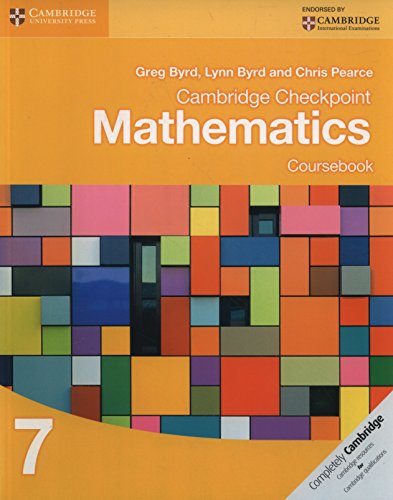 CAMBRIDGE
UNIVERSITY PRESS
ENDORSED BY
CAMBRIDGE
International Examinations
Greg Byrd, Lynn Byrd and Chris Pearce
Cambridge Checkpoint
Mathematics
Coursebook
7
Completely Cambridge
Cambridge resources
for
Cambridge qualifications